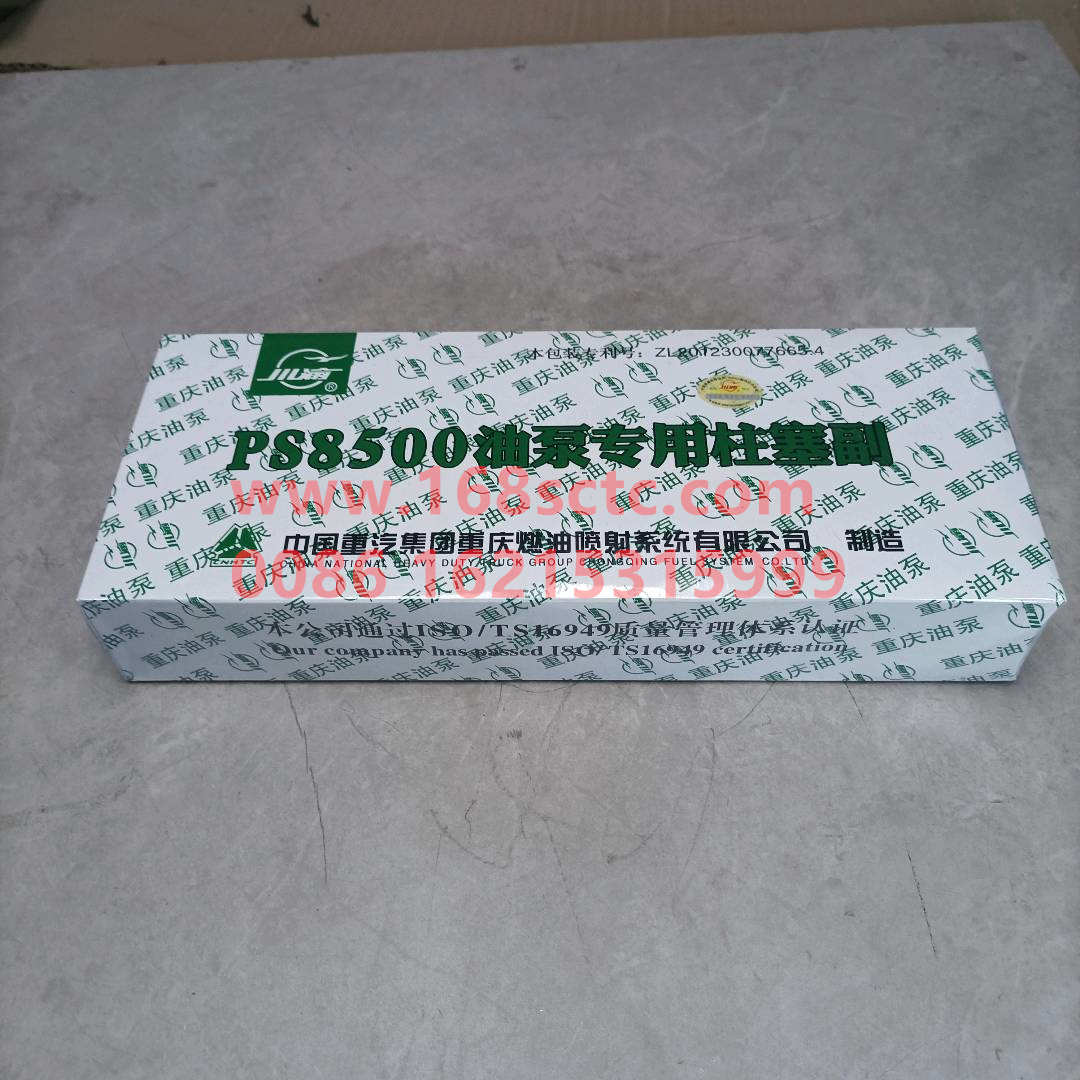 本包装专利号：ZL201230077665.4
川浦®
PS8500油泵专用柱塞副
www.168sctc.com
中国重汽集团重庆燃油喷射系统有限公司 制造
CNHTC
CHINA NATIONAL HEAVY DUTY TRUCK GROUP CHONGQING FUEL SYSTEM CO.LTD
0086 16215315999
本公司通过ISO/TS16949质量管理体系认证
Our company has passed ISO/TS16949 certification
重庆油泵